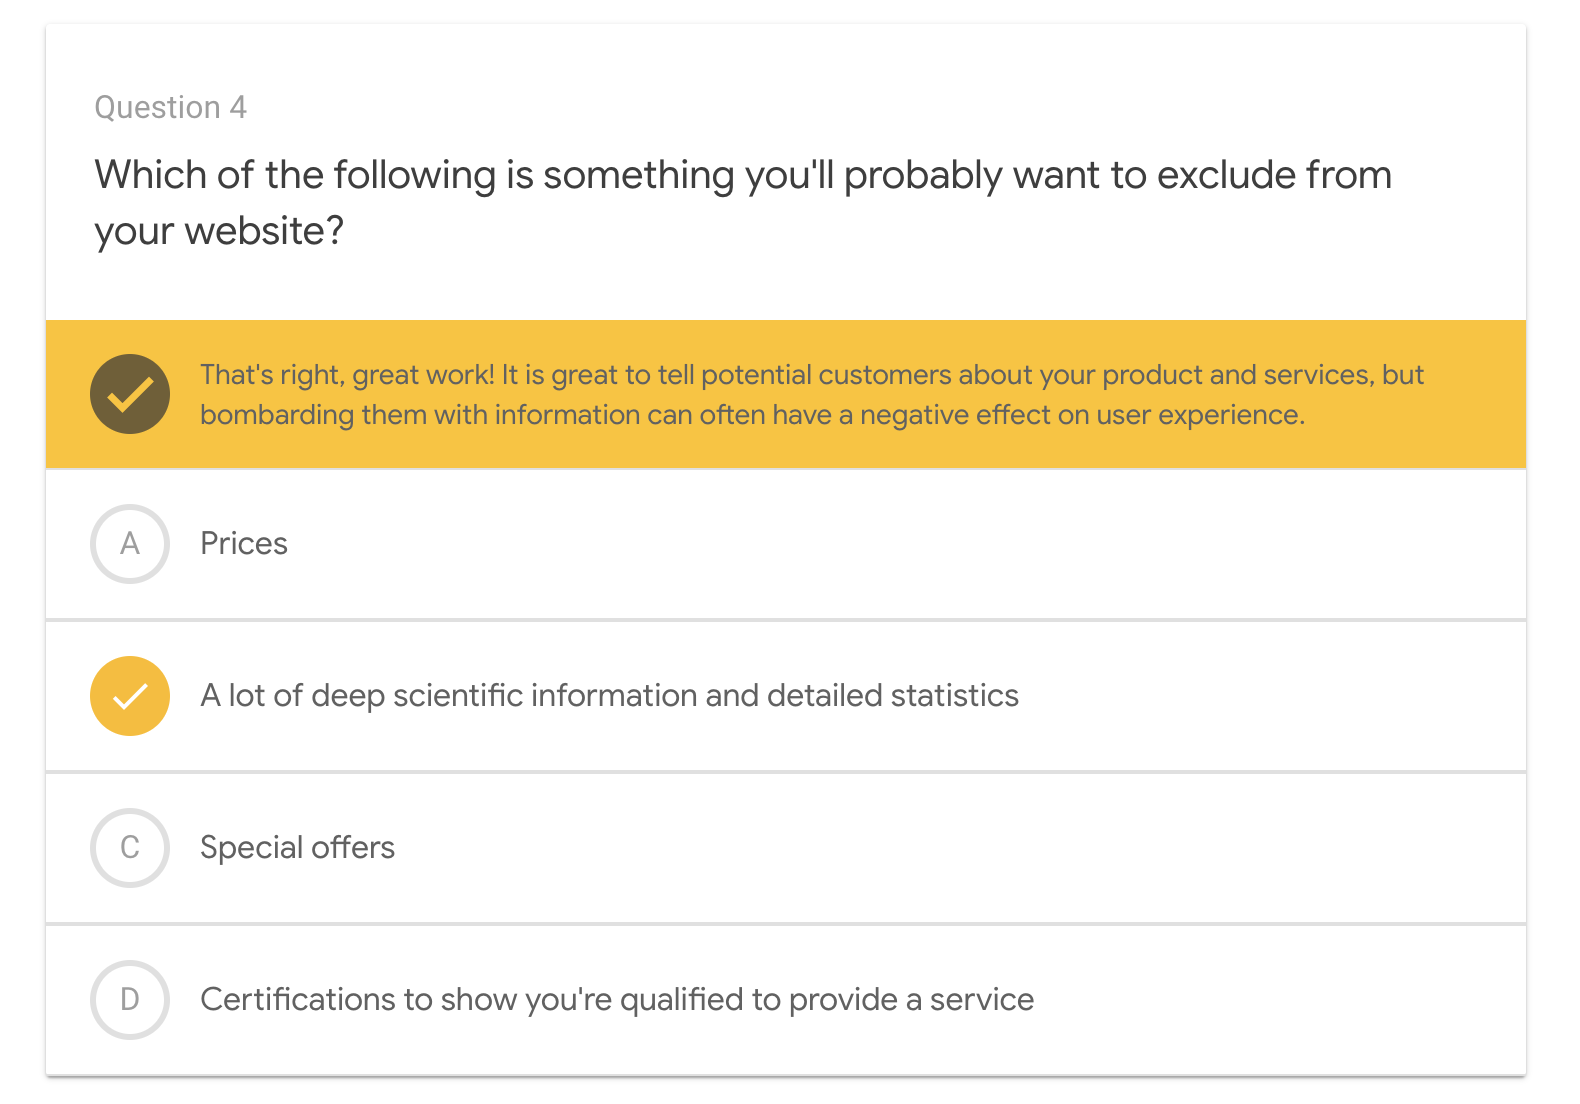 Question 4
Which of the following is something you'll probably want to exclude from
your website?
That's right, great work! It is great to tell potential customers about your product and services, but
bombarding them with information can often have a negative effect on user experience.
A
Prices
A lot of deep scientific information and detailed statistics
C
Special offers
D
Certifications to show you're qualified to provide a service